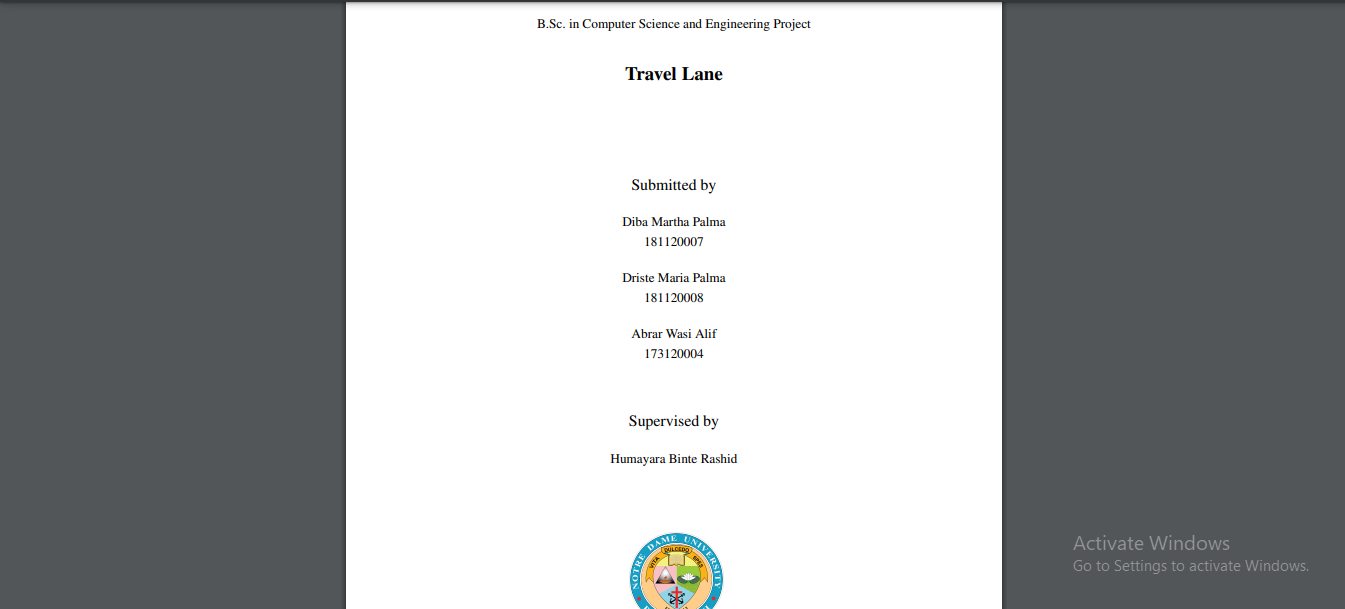 B.Sc. in Computer Science and Engineering Project
Travel Lane
Submitted by
Diba Martha Palma
181120007
Driste Maria Palma
181120008
Abrar Wasi Alif
173120004
Supervised by
Humayara Binte Rashid
NOTRE DAME UNIVERSITY
VITA DULCEDO SPES
Activate Windows
Go to Settings to activate Windows.